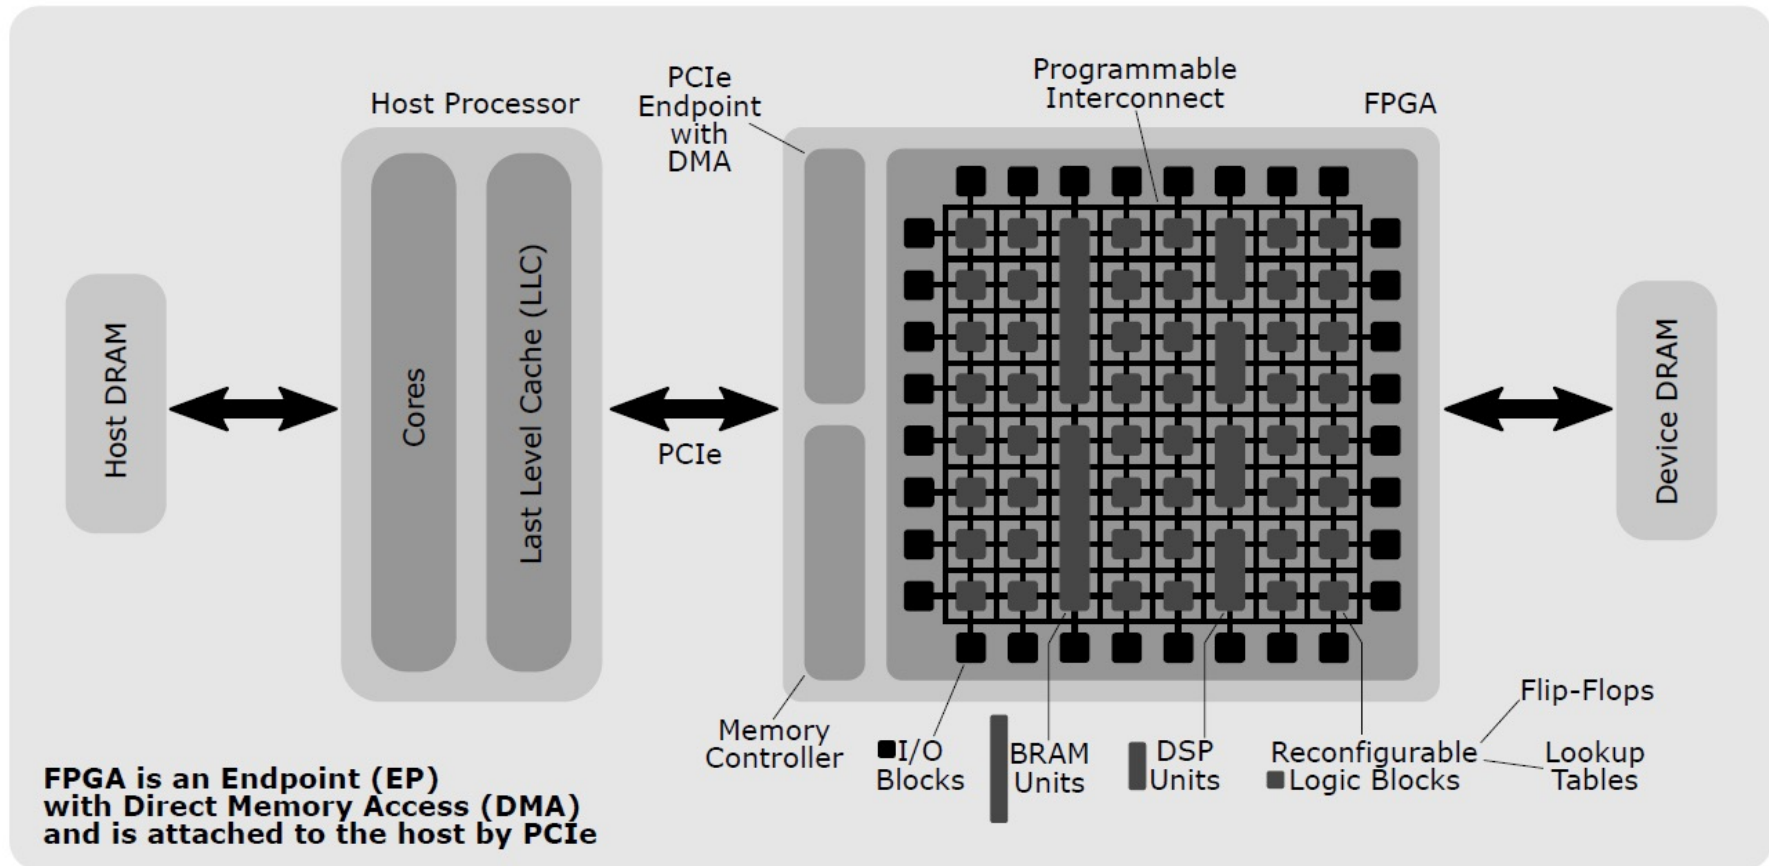 Host Processor
PCIe
Endpoint
with
DMA
Programmable
Interconnect
FPGA
Host DRAM
Cores
Last Level Cache (LLC)
PCIe
Device DRAM
Memory
Controller
I/O
Blocks
BRAM
Units
DSP
Units
Reconfigurable
Logic Blocks
Flip-Flops
Lookup
Tables
FPGA is an Endpoint (EP)
with Direct Memory Access (DMA)
and is attached to the host by PCIe